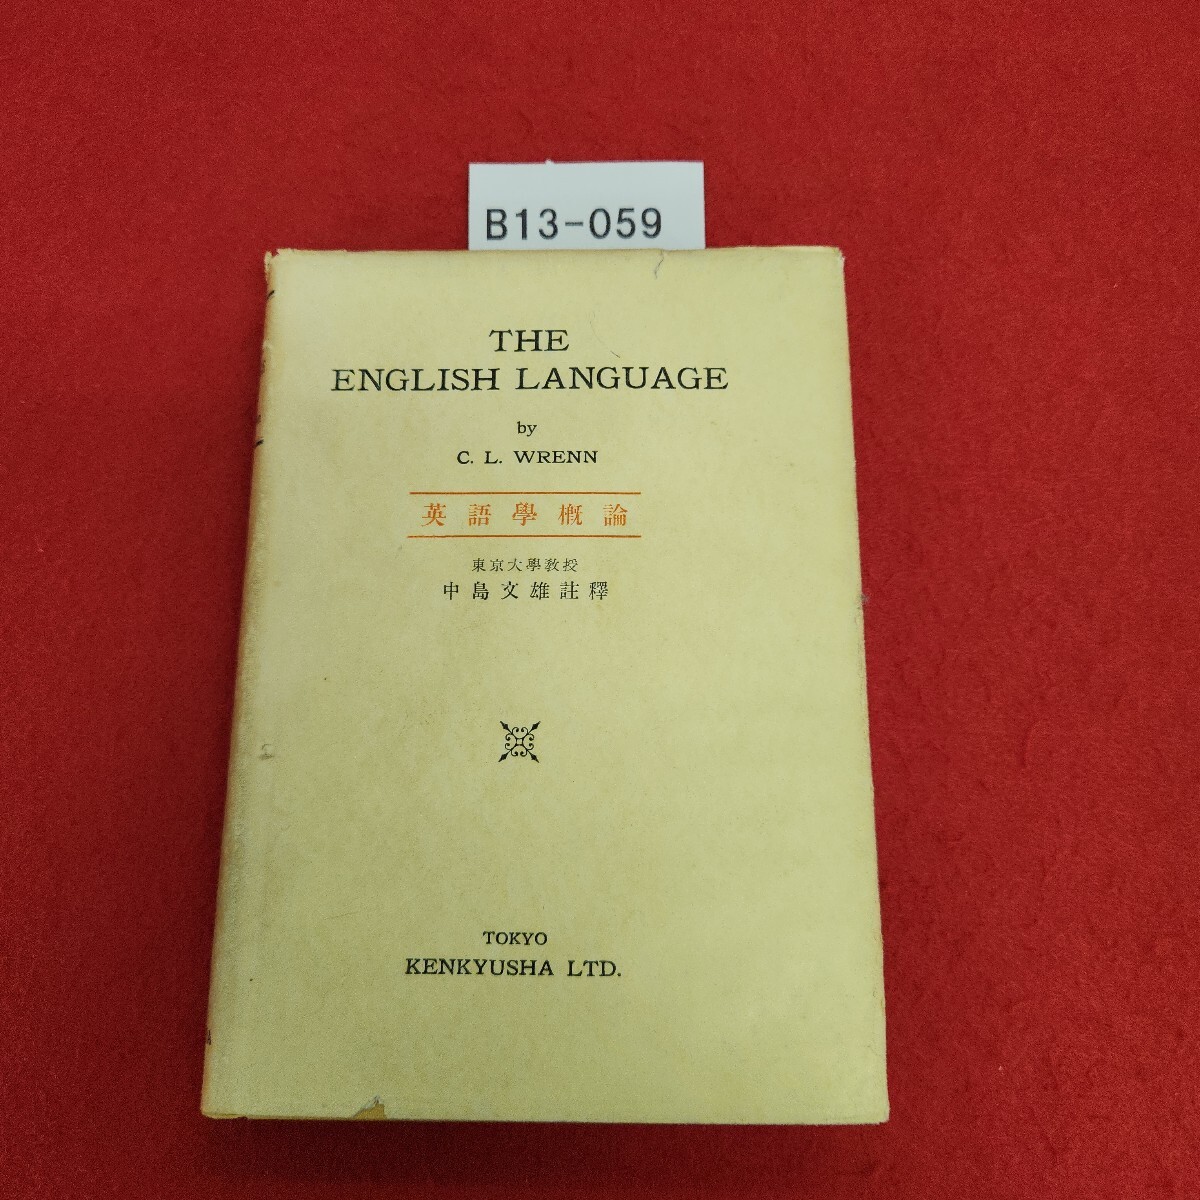 B13-059
THE
ENGLISH LANGUAGE
by
C. L. WRENN
英語學概論
東京大學教授
中島文雄註釋
TOKYO
KENKYUSHA LTD.